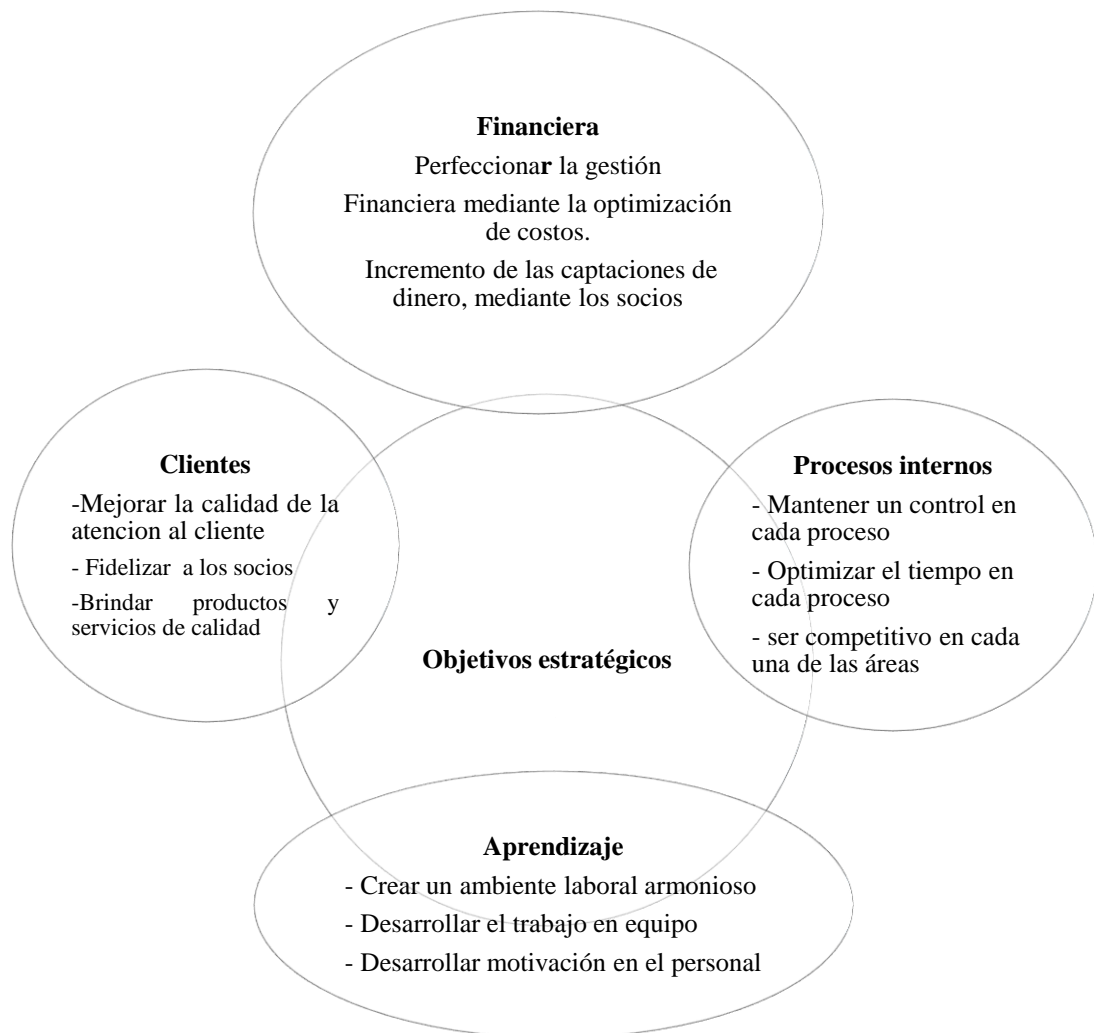 Financiera
Perfeccionar la gestión
Financiera mediante la optimización
de costos.
Incremento de las captaciones de
dinero, mediante los socios
Clientes
-Mejorar la calidad de la
atencion al cliente
- Fidelizar a los socios
-Brindar productos y
servicios de calidad
Procesos internos
- Mantener un control en
cada proceso
- Optimizar el tiempo en
cada proceso
- ser competitivo en cada
una de las áreas
Objetivos estratégicos
Aprendizaje
- Crear un ambiente laboral armonioso
- Desarrollar el trabajo en equipo
- Desarrollar motivación en el personal